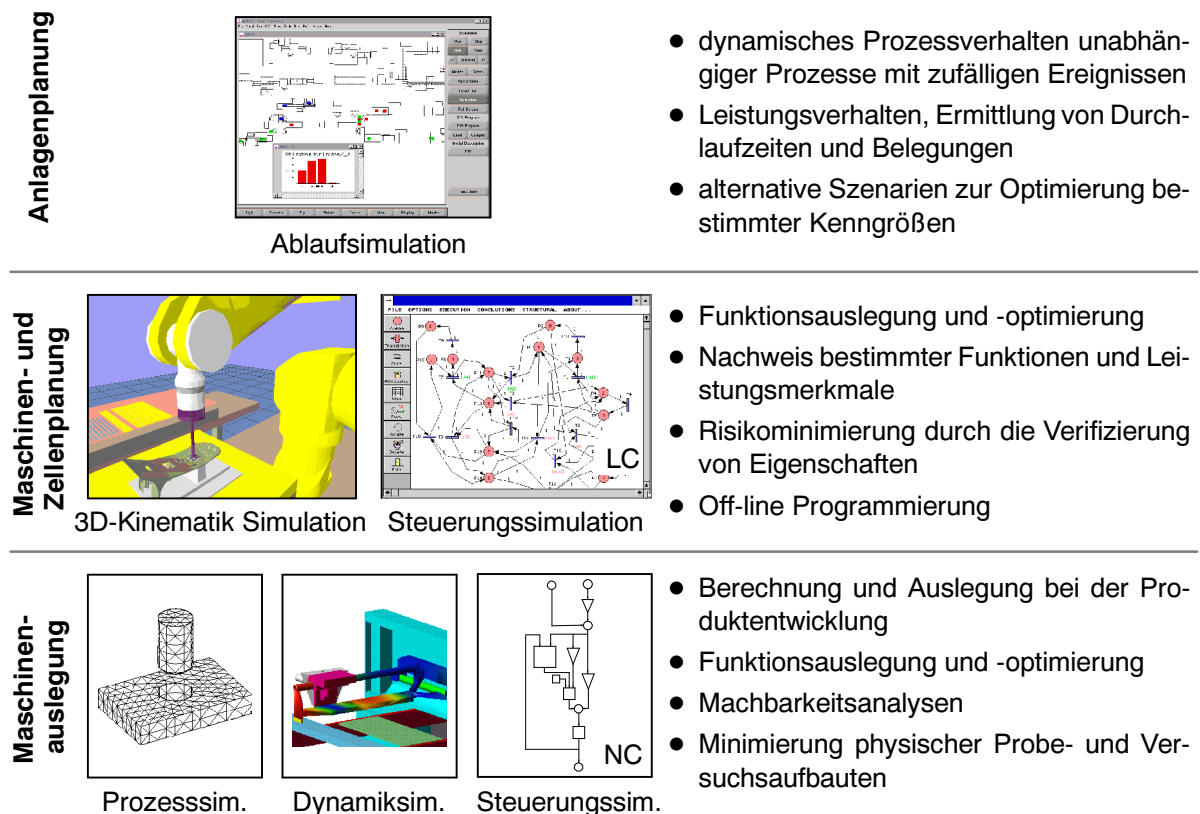 Anlagenplanung
Ablaufsimulation
● dynamisches Prozessverhalten unabhän-
giger Prozesse mit zufälligen Ereignissen
● Leistungsverhalten, Ermittlung von Durch-
laufzeiten und Belegungen
● alternative Szenarien zur Optimierung be-
stimmter Kenngrößen
Maschinen- und
Zellenplanung
3D-Kinematik Simulation
FILE OPTIONS EXECUTION CONCLUSIONS STRUCTURAL ABOUT...
LC
Steuerungssimulation
● Funktionsauslegung und -optimierung
● Nachweis bestimmter Funktionen und Lei-
stungsmerkmale
● Risikominimierung durch die Verifizierung
von Eigenschaften
● Off-line Programmierung
Maschinen-
auslegung
Prozesssim.
Dynamiksim.
NC
Steuerungssim.
● Berechnung und Auslegung bei der Pro-
duktentwicklung
● Funktionsauslegung und -optimierung
● Machbarkeitsanalysen
● Minimierung physischer Probe- und Ver-
suchsaufbauten